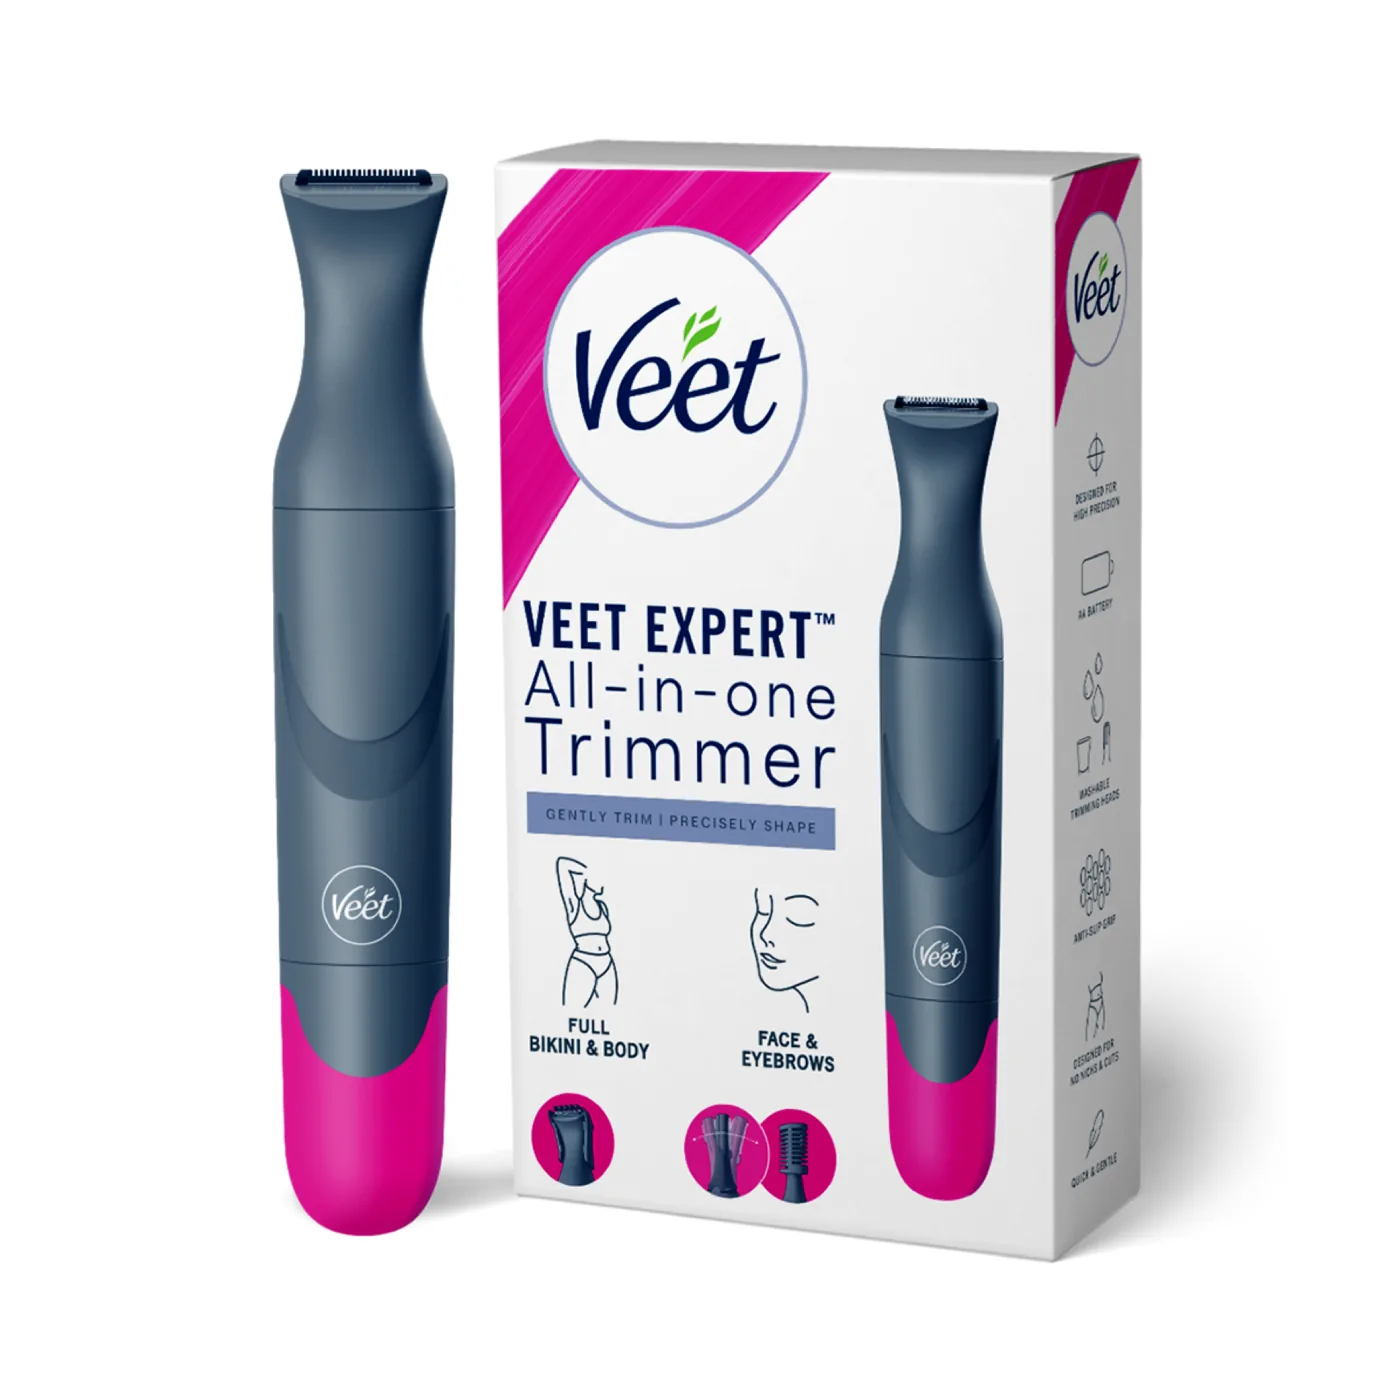 Veet
VEET EXPERT™
All-in-one
Trimmer
GENTLY TRIM | PRECISELY SHAPE
FULL
BIKINI & BODY
FACE &
EYEBROWS
Veet
Veet
Veet
DESIGNED FOR
HIGH PRECISION
AA BATTERY
WASHABLE
TRIMMING HEADS
ANTI-SLIP GRIP
DESIGNED FOR
NO NICKS & CUTS
QUICK & GENTLE